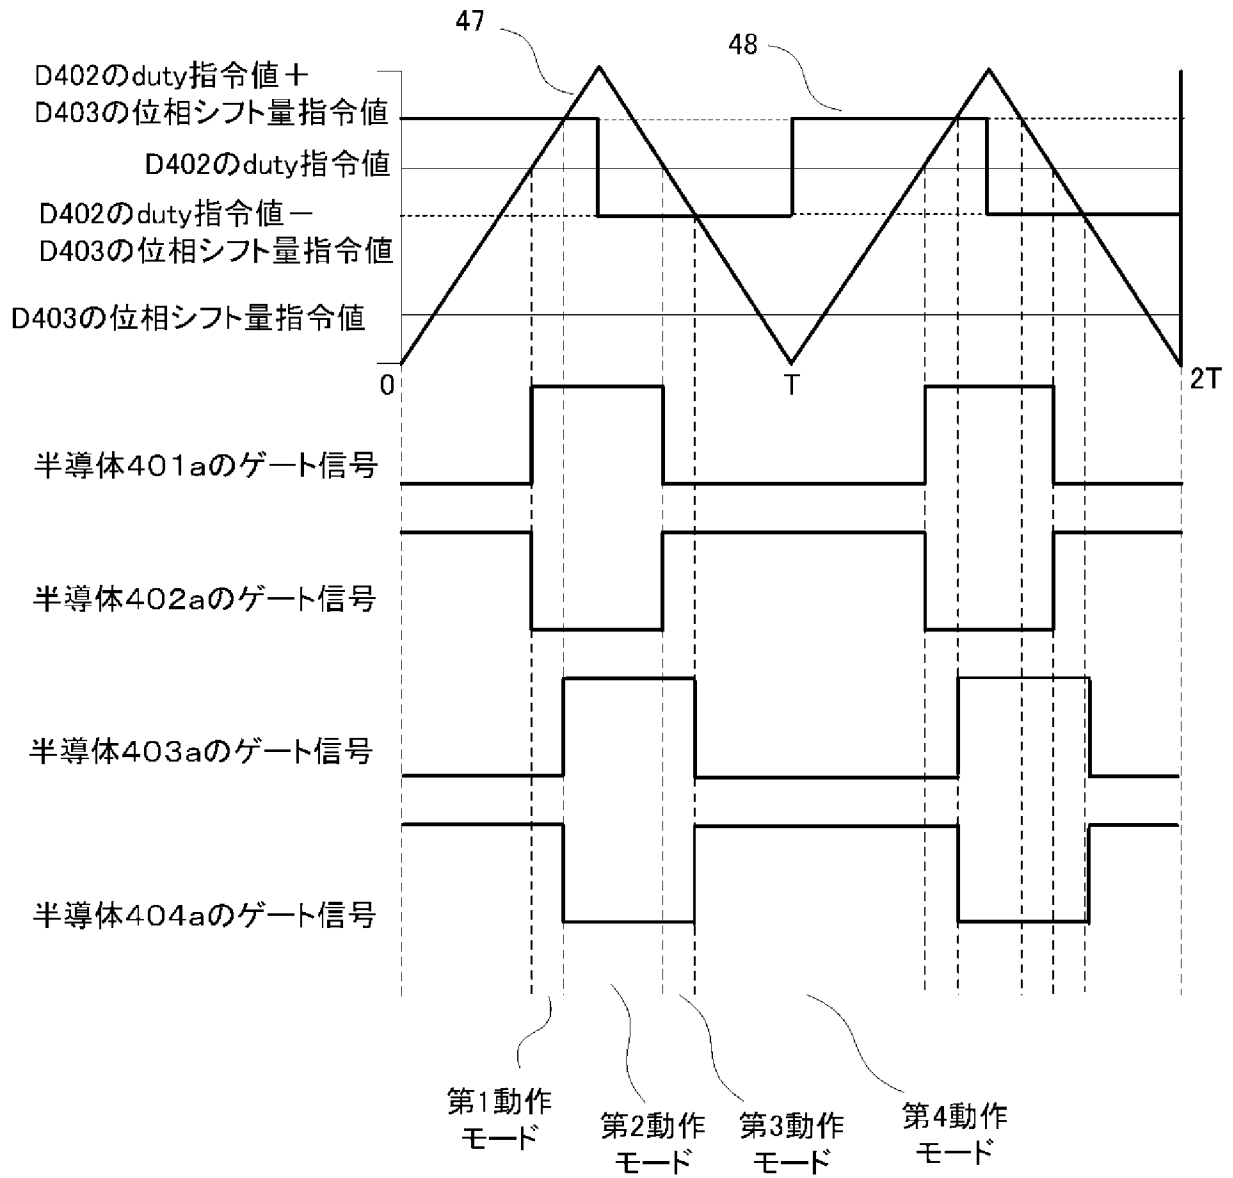 47
48
D402のduty指令値＋
D403の位相シフト量指令値
D402のduty指令値
D402のduty指令値－
D403の位相シフト量指令値
D403の位相シフト量指令値
0
T
2T
半導体401aのゲート信号
半導体402aのゲート信号
半導体403aのゲート信号
半導体404aのゲート信号
第1動作
モード
第2動作
モード
第3動作
モード
第4動作
モード